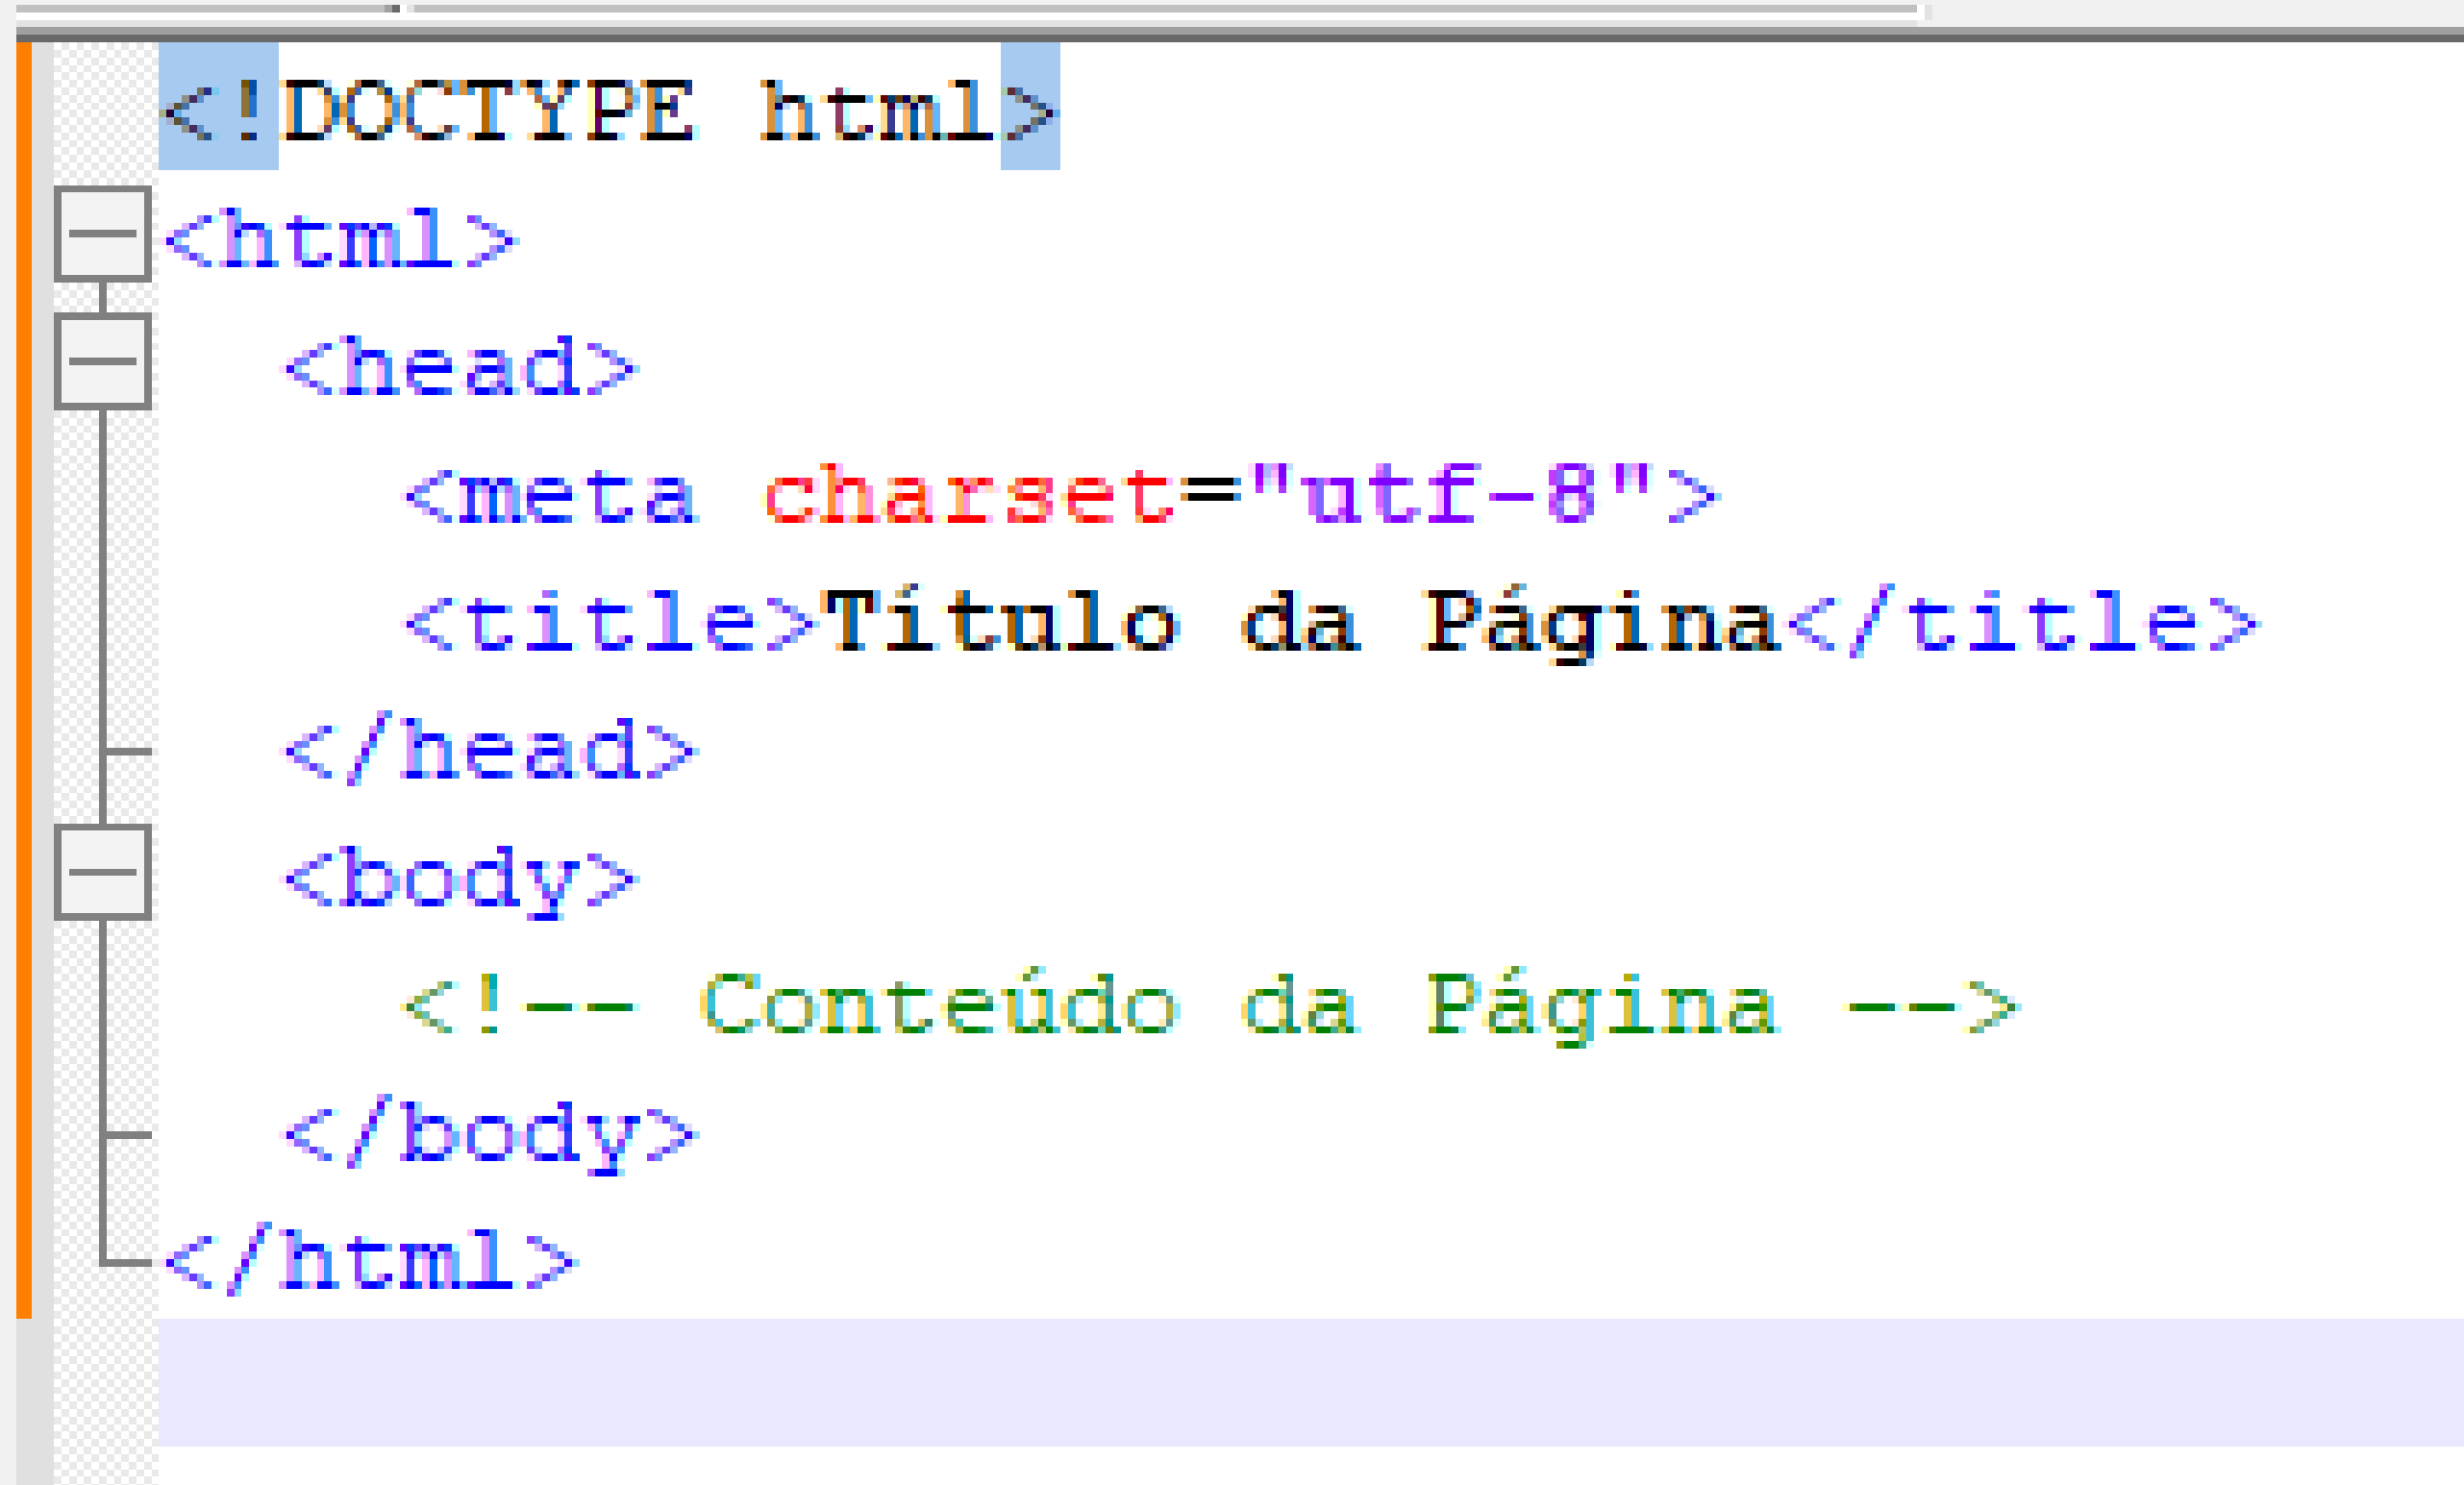 <!DOCTYPE html>
<html>
<head>
<meta charset="utf-8">
<title>Título da Página</title>
</head>
<body>
<!-- Conteúdo da Página -->
</body>
</html>